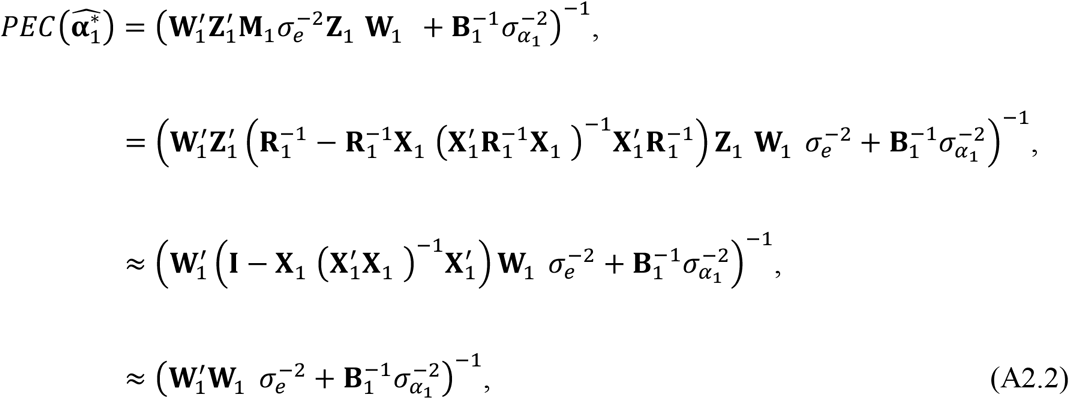 𝑃𝐸𝐶(𝛂̂₁*) = (𝐖₁′𝐙₁′𝐌₁σₑ⁻²𝐙₁ 𝐖₁ + 𝐁₁⁻¹σ_{α₁}⁻²)⁻¹,
= (𝐖₁′𝐙₁′(𝐑₁⁻¹ − 𝐑₁⁻¹𝐗₁ (𝐗₁′𝐑₁⁻¹𝐗₁ )⁻¹𝐗₁′𝐑₁⁻¹) 𝐙₁ 𝐖₁ σₑ⁻² + 𝐁₁⁻¹σ_{α₁}⁻²)⁻¹,
≈ (𝐖₁′(𝐈 − 𝐗₁ (𝐗₁′𝐗₁ )⁻¹𝐗₁′) 𝐖₁ σₑ⁻² + 𝐁₁⁻¹σ_{α₁}⁻²)⁻¹,
≈ (𝐖₁′𝐖₁ σₑ⁻² + 𝐁₁⁻¹σ_{α₁}⁻²)⁻¹, (A2.2)